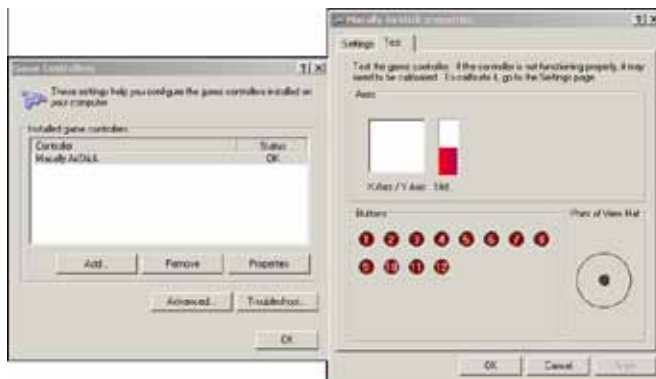 Game Controllers
These settings help you configure the game controllers installed on
your computer.
Installed game controllers
Controller Status
Macally AirStick OK
Add... Remove Properties
Advanced... Troubleshoot...
OK
Macally AirStick properties
Settings Test
Test the game controller. If the controller is not functioning properly, it may
need to be calibrated. To calibrate it, go to the Settings page.
Axes
X Axis / Y Axis
Buttons
Point of View Hat
1 2 3 4 5 6 7 8
9 10 11 12
OK Cancel Apply